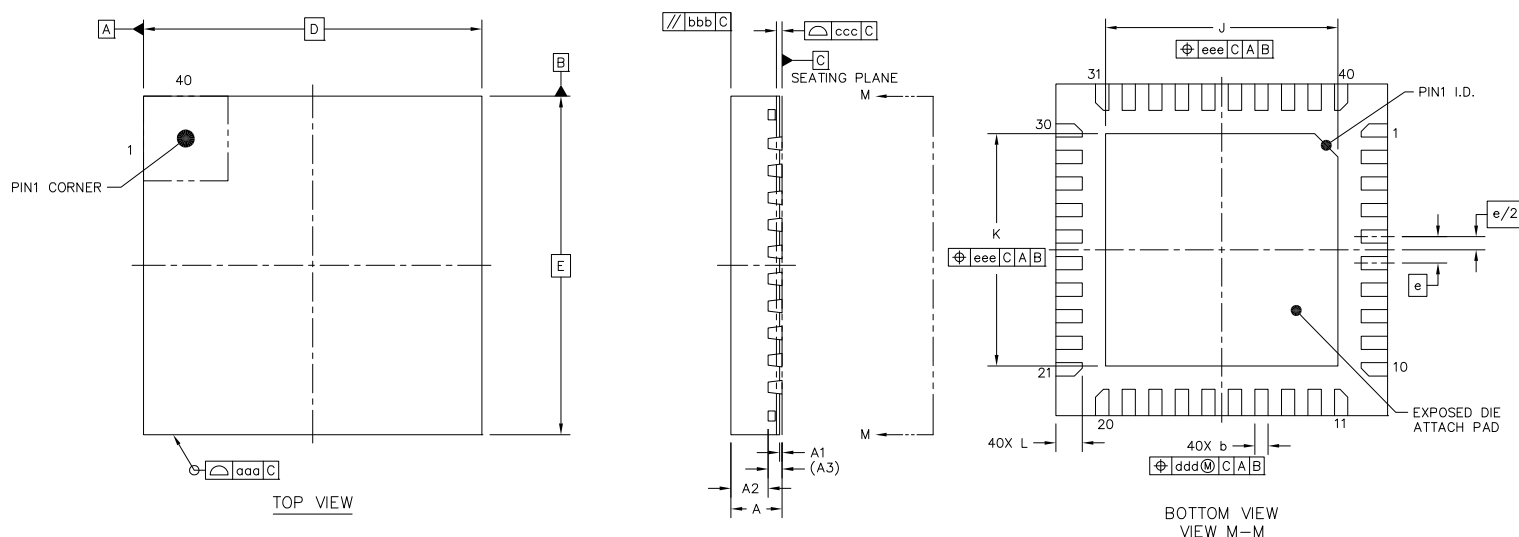 A
D
B
40
1
PIN1 CORNER
E
aaa C
TOP VIEW
// bbb C
ccc C
C
SEATING PLANE
M
M
A1
(A3)
A2
A
J
⌖ eee C A B
31
40
PIN1 I.D.
30
1
K
⌖ eee C A B
e/2
e
21
10
20
11
EXPOSED DIE
ATTACH PAD
40X L
40X b
⌖ ddd Ⓜ C A B
BOTTOM VIEW
VIEW M-M